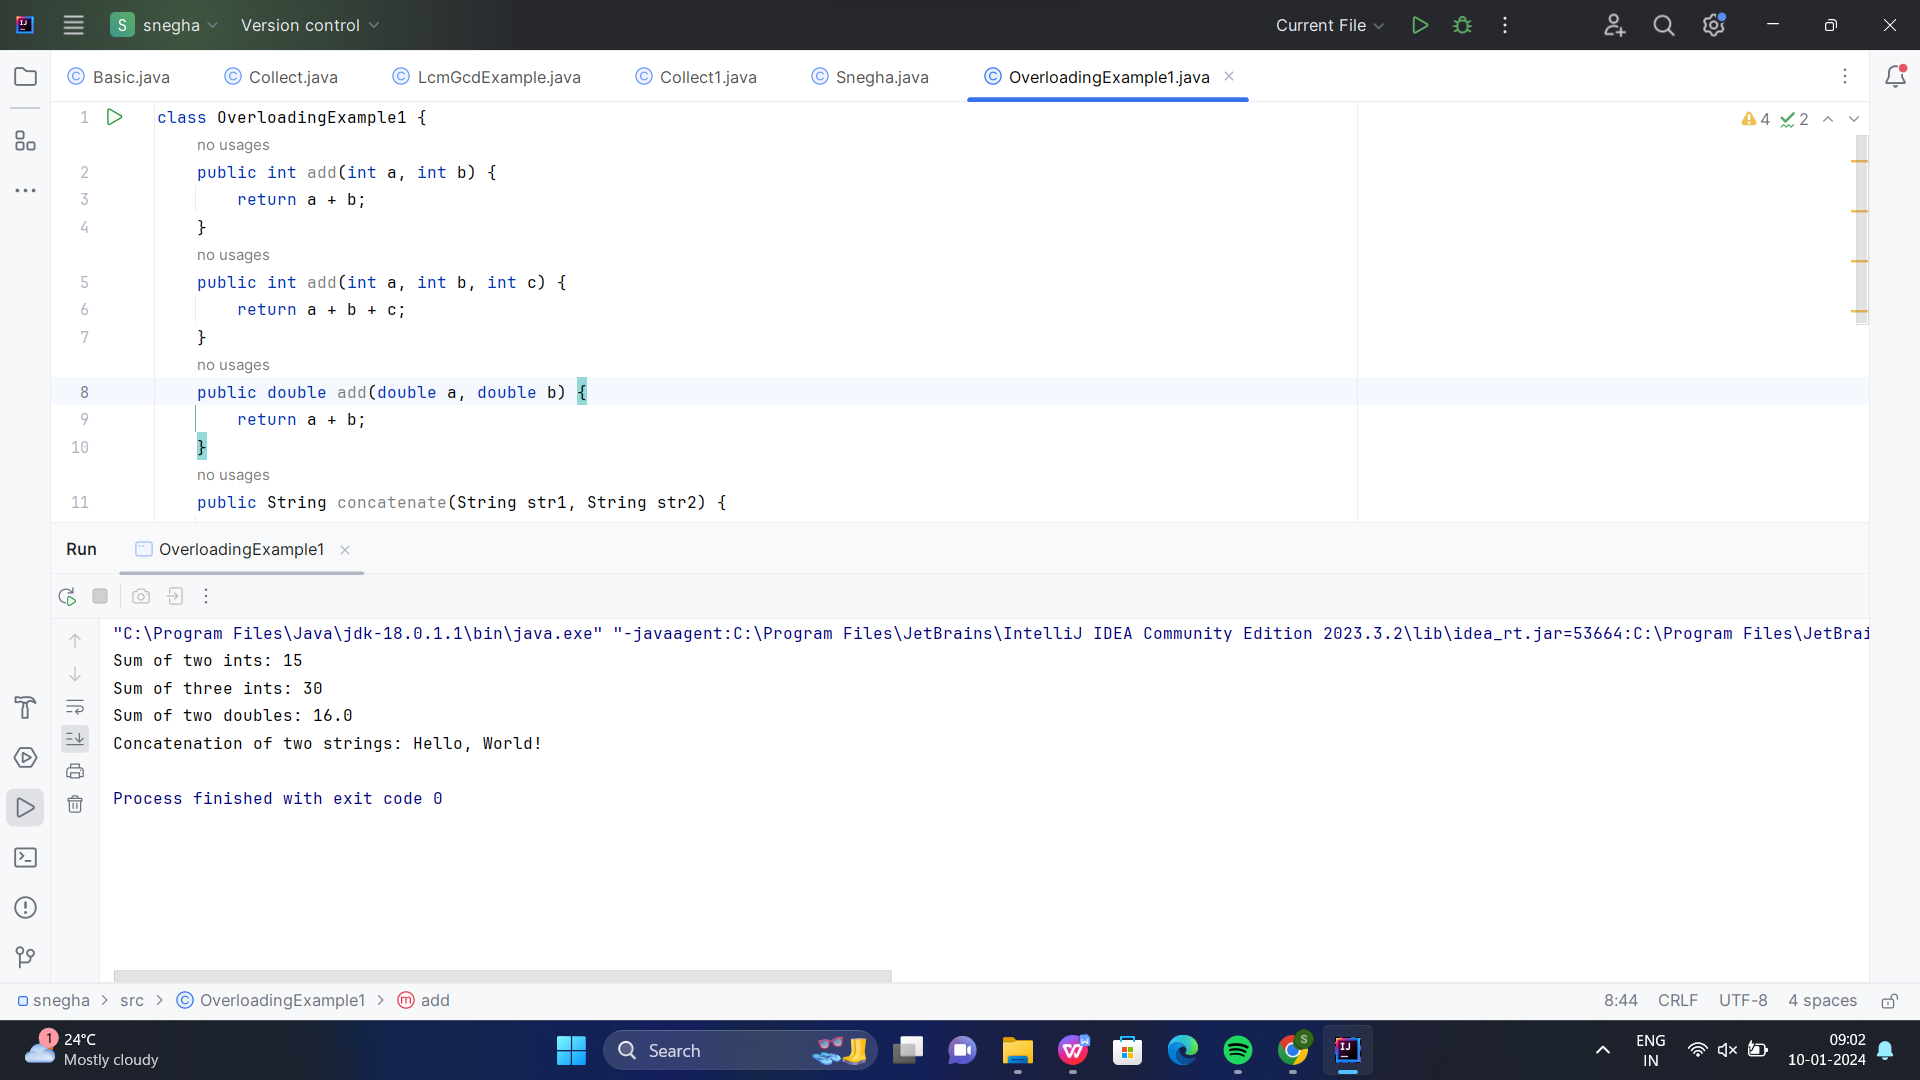 S snegha Version control Current File
Basic.java Collect.java LcmGcdExample.java Collect1.java Snegha.java OverloadingExample1.java
1 class OverloadingExample1 { 4 2
no usages
2 public int add(int a, int b) {
3 return a + b;
4 }
no usages
5 public int add(int a, int b, int c) {
6 return a + b + c;
7 }
no usages
8 public double add(double a, double b) {
9 return a + b;
10 }
no usages
11 public String concatenate(String str1, String str2) {
Run OverloadingExample1
"C:\Program Files\Java\jdk-18.0.1.1\bin\java.exe" "-javaagent:C:\Program Files\JetBrains\IntelliJ IDEA Community Edition 2023.3.2\lib\idea_rt.jar=53664:C:\Program Files\JetBrai
Sum of two ints: 15
Sum of three ints: 30
Sum of two doubles: 16.0
Concatenation of two strings: Hello, World!
Process finished with exit code 0
snegha > src > OverloadingExample1 > add 8:44 CRLF UTF-8 4 spaces
1 24°C
Mostly cloudy
Search
ENG
IN
09:02
10-01-2024